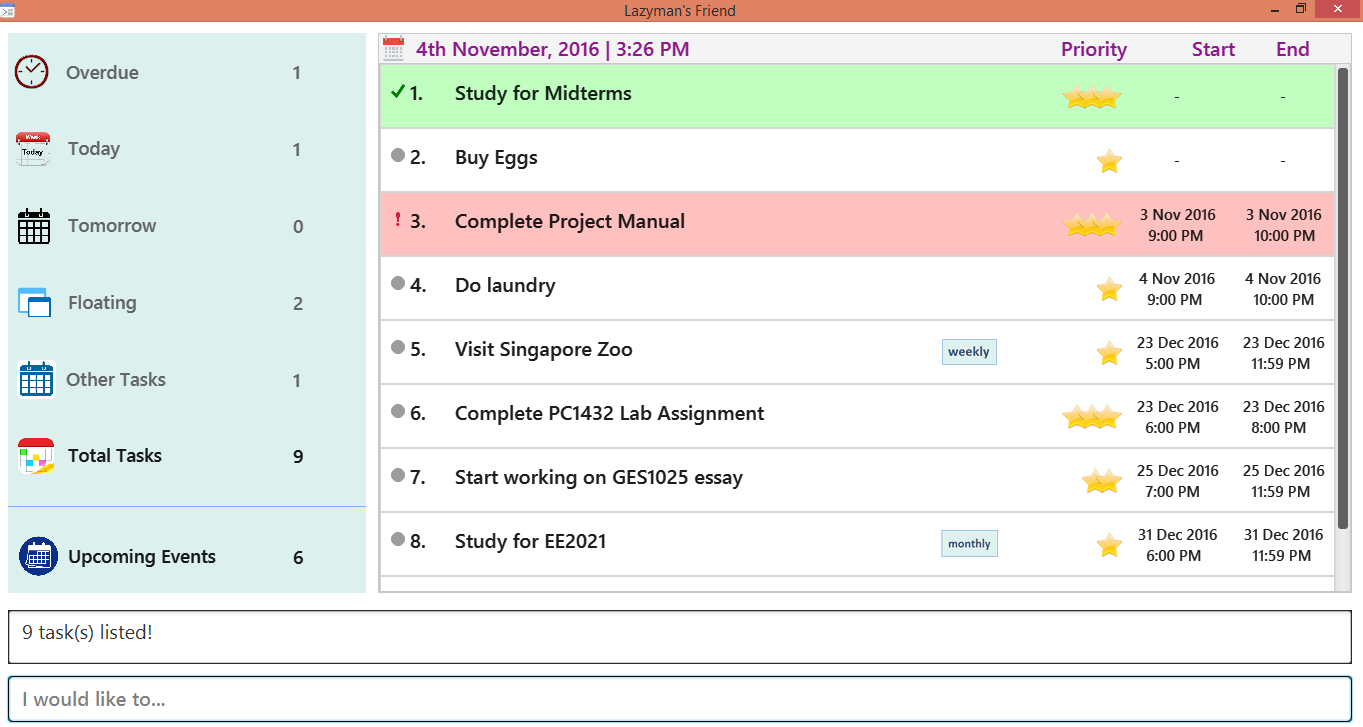 Lazyman's Friend
Overdue 1
Week
Today
Today 1
Tomorrow 0
Floating 2
Other Tasks 1
Total Tasks 9
Upcoming Events 6
4th November, 2016 | 3:26 PM Priority Start End
1. Study for Midterms - -
2. Buy Eggs - -
! 3. Complete Project Manual 3 Nov 2016 9:00 PM 3 Nov 2016 10:00 PM
4. Do laundry 4 Nov 2016 9:00 PM 4 Nov 2016 10:00 PM
5. Visit Singapore Zoo weekly 23 Dec 2016 5:00 PM 23 Dec 2016 11:59 PM
6. Complete PC1432 Lab Assignment 23 Dec 2016 6:00 PM 23 Dec 2016 8:00 PM
7. Start working on GES1025 essay 25 Dec 2016 7:00 PM 25 Dec 2016 11:59 PM
8. Study for EE2021 monthly 31 Dec 2016 6:00 PM 31 Dec 2016 11:59 PM
9 task(s) listed!
I would like to...